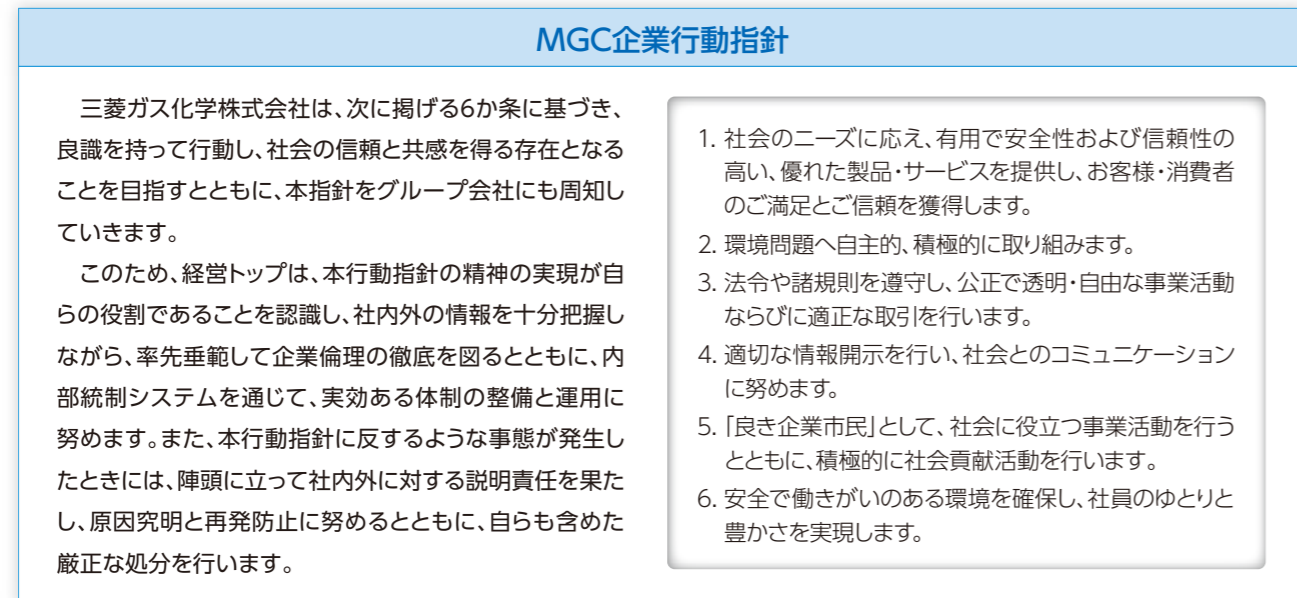 MGC企業行動指針
　三菱ガス化学株式会社は、次に掲げる6か条に基づき、
良識を持って行動し、社会の信頼と共感を得る存在となる
ことを目指すとともに、本指針をグループ会社にも周知し
ていきます。
　このため、経営トップは、本行動指針の精神の実現が自
らの役割であることを認識し、社内外の情報を十分把握し
ながら、率先垂範して企業倫理の徹底を図るとともに、内
部統制システムを通じて、実効ある体制の整備と運用に
努めます。また、本行動指針に反するような事態が発生し
たときには、陣頭に立って社内外に対する説明責任を果た
し、原因究明と再発防止に努めるとともに、自らも含めた
厳正な処分を行います。
1. 社会のニーズに応え、有用で安全性および信頼性の
高い、優れた製品・サービスを提供し、お客様・消費者
のご満足とご信頼を獲得します。
2. 環境問題へ自主的、積極的に取り組みます。
3. 法令や諸規則を遵守し、公正で透明・自由な事業活動
ならびに適正な取引を行います。
4. 適切な情報開示を行い、社会とのコミュニケーション
に努めます。
5. 「良き企業市民」として、社会に役立つ事業活動を行う
とともに、積極的に社会貢献活動を行います。
6. 安全で働きがいのある環境を確保し、社員のゆとりと
豊かさを実現します。